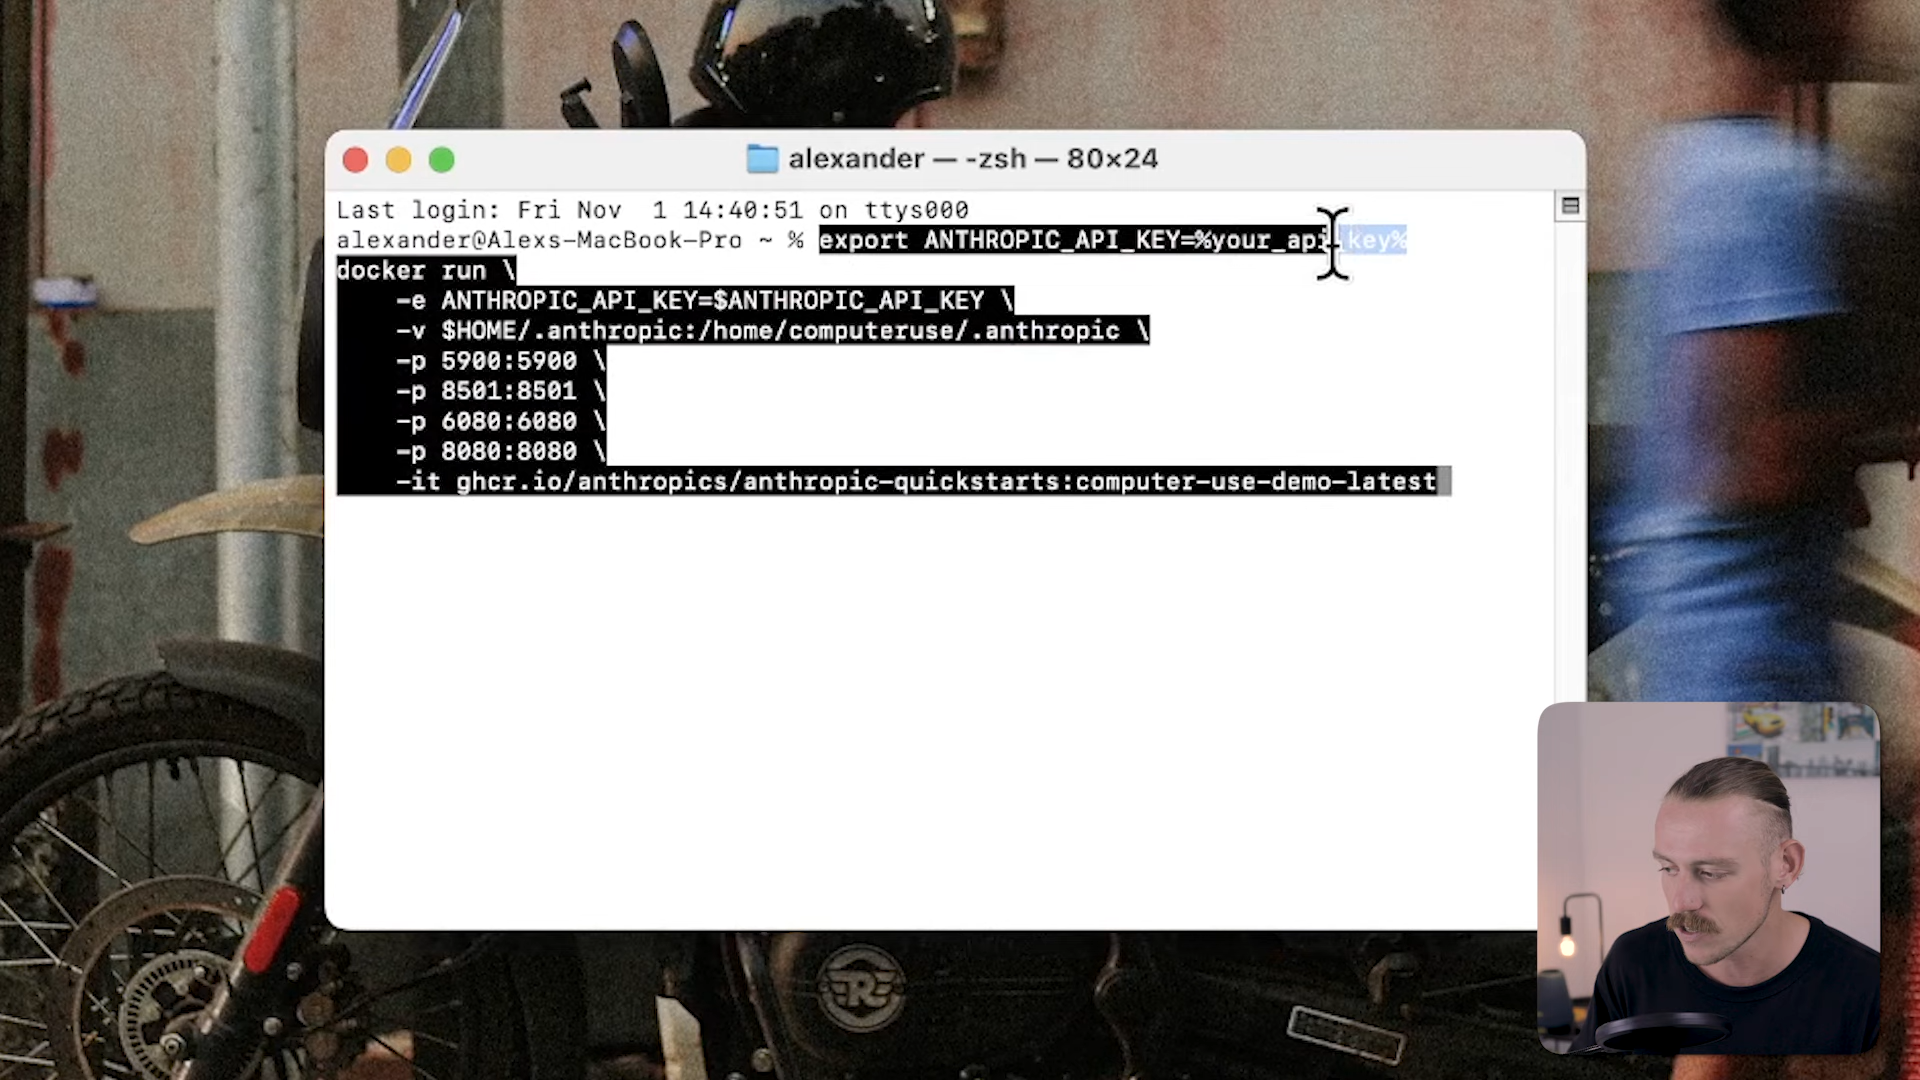 alexander — -zsh — 80×24
Last login: Fri Nov  1 14:40:51 on ttys000
alexander@Alexs-MacBook-Pro ~ % export ANTHROPIC_API_KEY=%your_api_key%
docker run \
    -e ANTHROPIC_API_KEY=$ANTHROPIC_API_KEY \
    -v $HOME/.anthropic:/home/computeruse/.anthropic \
    -p 5900:5900 \
    -p 8501:8501 \
    -p 6080:6080 \
    -p 8080:8080 \
    -it ghcr.io/anthropics/anthropic-quickstarts:computer-use-demo-latest
R